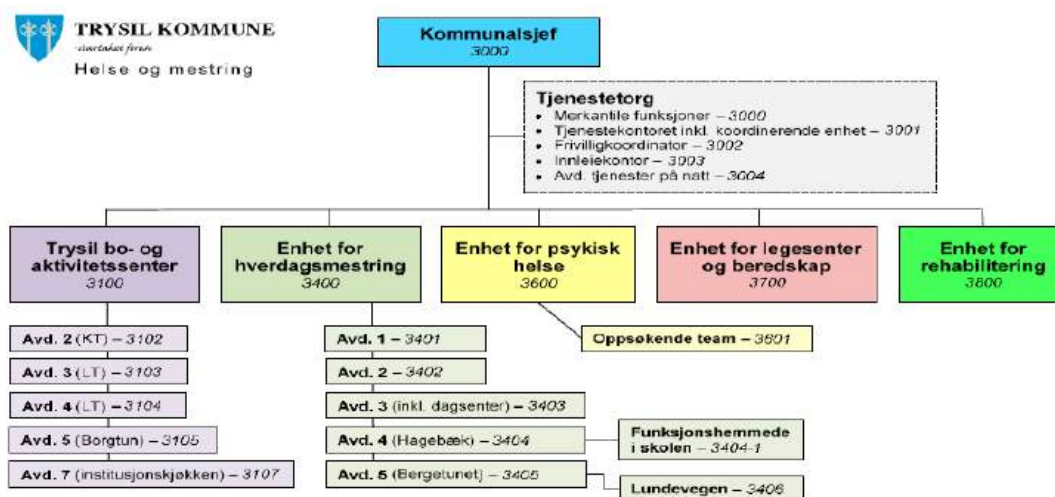 TRYSIL KOMMUNE
Helse og mestring
Kommunalsjef
3000
Tjenestetorg
• Merkantile funksjoner – 3000
• Tjenestekontoret inkl. koordinerende enhet – 3001
• Frivilligkoordinator – 3002
• Innleiekontor – 3003
• Avd. tjenester på natt – 3004
Trysil bo- og
aktivitetssenter
3100
Enhet for
hverdagsmestring
3400
Enhet for psykisk
helse
3600
Enhet for legesenter
og beredskap
3700
Enhet for
rehabilitering
3800
Avd. 2 (KT) – 3102
Avd. 3 (LT) – 3103
Avd. 4 (LT) – 3104
Avd. 5 (Borgtun) – 3105
Avd. 7 (institusjonskjøkken) – 3107
Avd. 1 – 3401
Avd. 2 – 3402
Avd. 3 (inkl. dagsenter) – 3403
Avd. 4 (Hagebæk) – 3404
Avd. 5 (Bergetunet) – 3405
Funksjonshemmede
i skolen – 3404-1
Lundevegen – 3406
Oppsøkende team – 3601